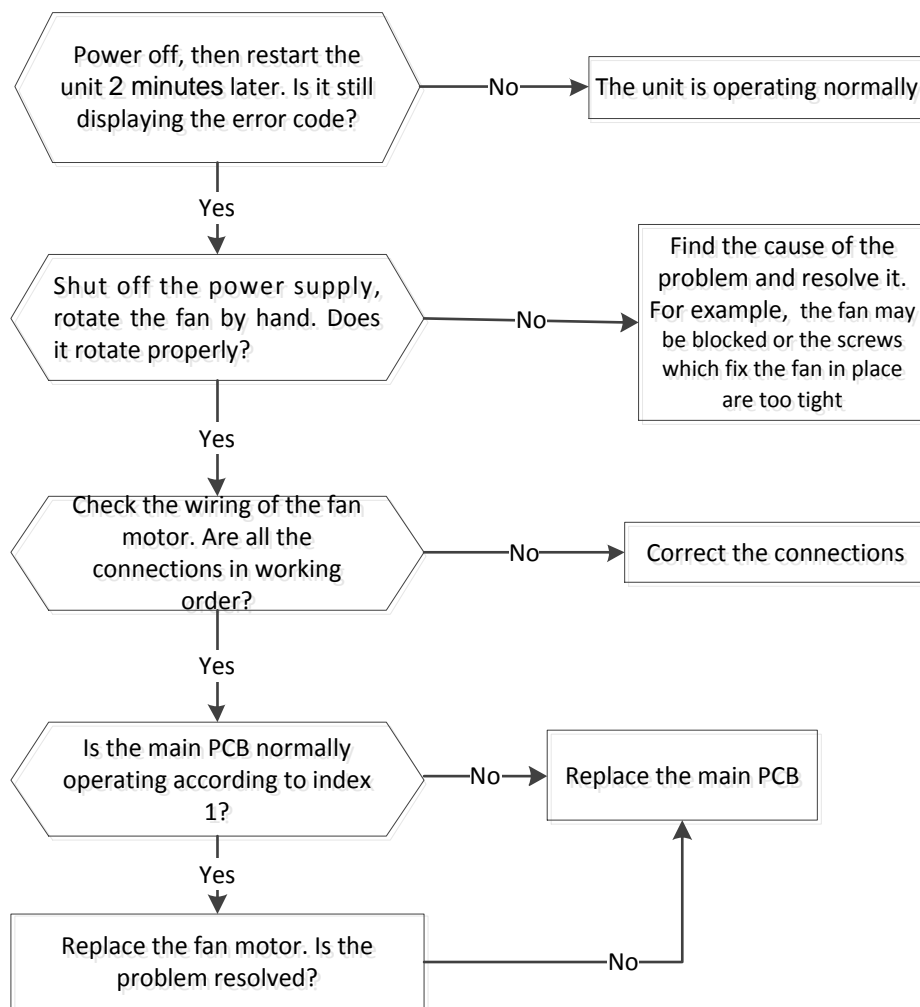 Power off, then restart the
unit 2 minutes later. Is it still
displaying the error code?
No
The unit is operating normally
Yes
Shut off the power supply,
rotate the fan by hand. Does
it rotate properly?
No
Find the cause of the
problem and resolve it.
For example, the fan may
be blocked or the screws
which fix the fan in place
are too tight
Yes
Check the wiring of the fan
motor. Are all the
connections in working
order?
No
Correct the connections
Yes
Is the main PCB normally
operating according to index
1?
No
Replace the main PCB
Yes
Replace the fan motor. Is the
problem resolved?
No